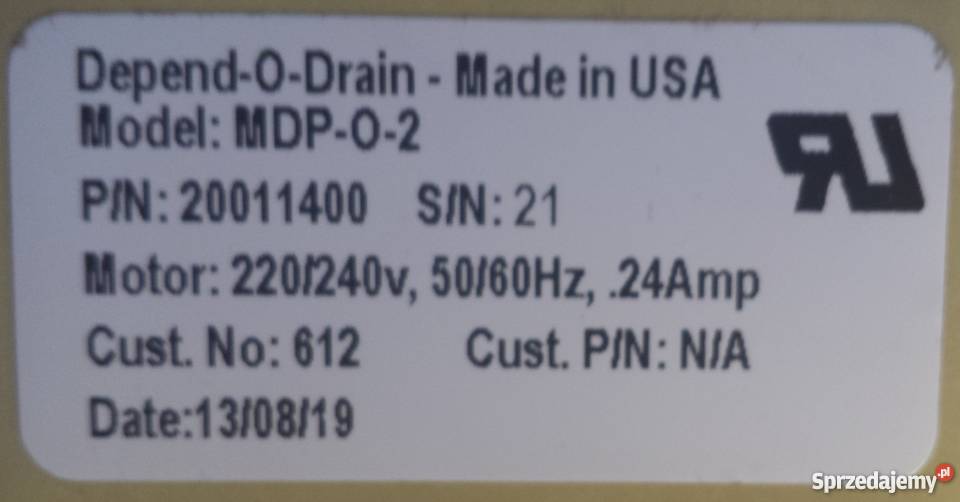 Depend-O-Drain - Made in USA
Model: MDP-O-2
P/N: 20011400 S/N: 21
Motor: 220/240v, 50/60Hz, .24Amp
Cust. No: 612 Cust. P/N: N/A
Date:13/08/19
Sprzedajemy.pl